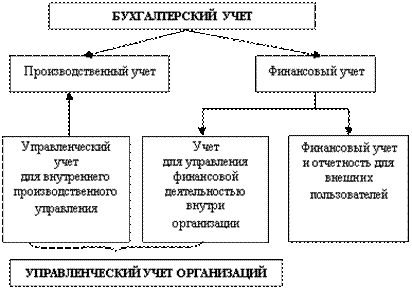 БУХГАЛТЕРСКИЙ УЧЕТ
Производственный учет
Финансовый учет
Управленческий
учет
для внутреннего
производственного
управления
Учет
для управления
финансовой
деятельностью
внутри
организации
Финансовый учет
и отчетность для
внешних
пользователей
УПРАВЛЕНЧЕСКИЙ УЧЕТ ОРГАНИЗАЦИЙ